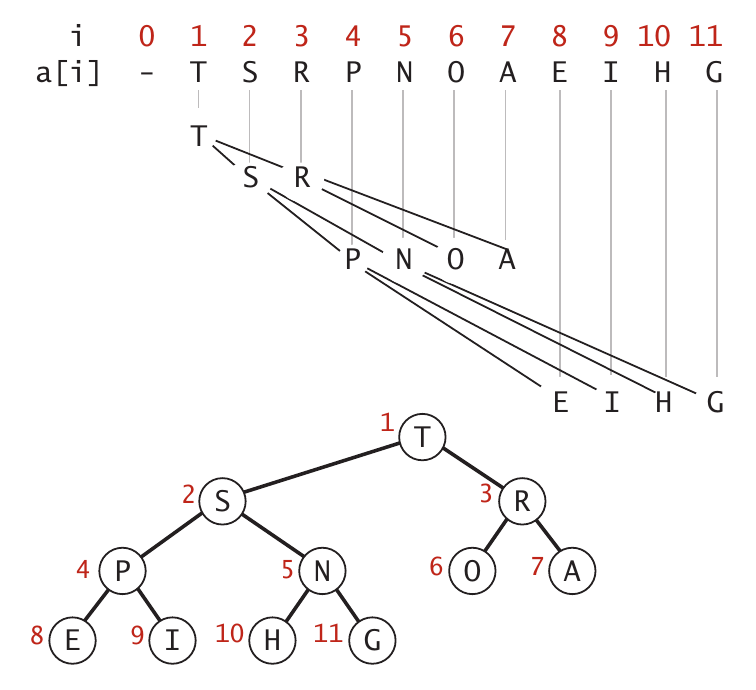 i 0 1 2 3 4 5 6 7 8 9 10 11
a[i] - T S R P N O A E I H G
T
S R
P N O A
E I H G
1 T
2 S 3 R
4 P 5 N 6 O 7 A
8 E 9 I 10 H 11 G